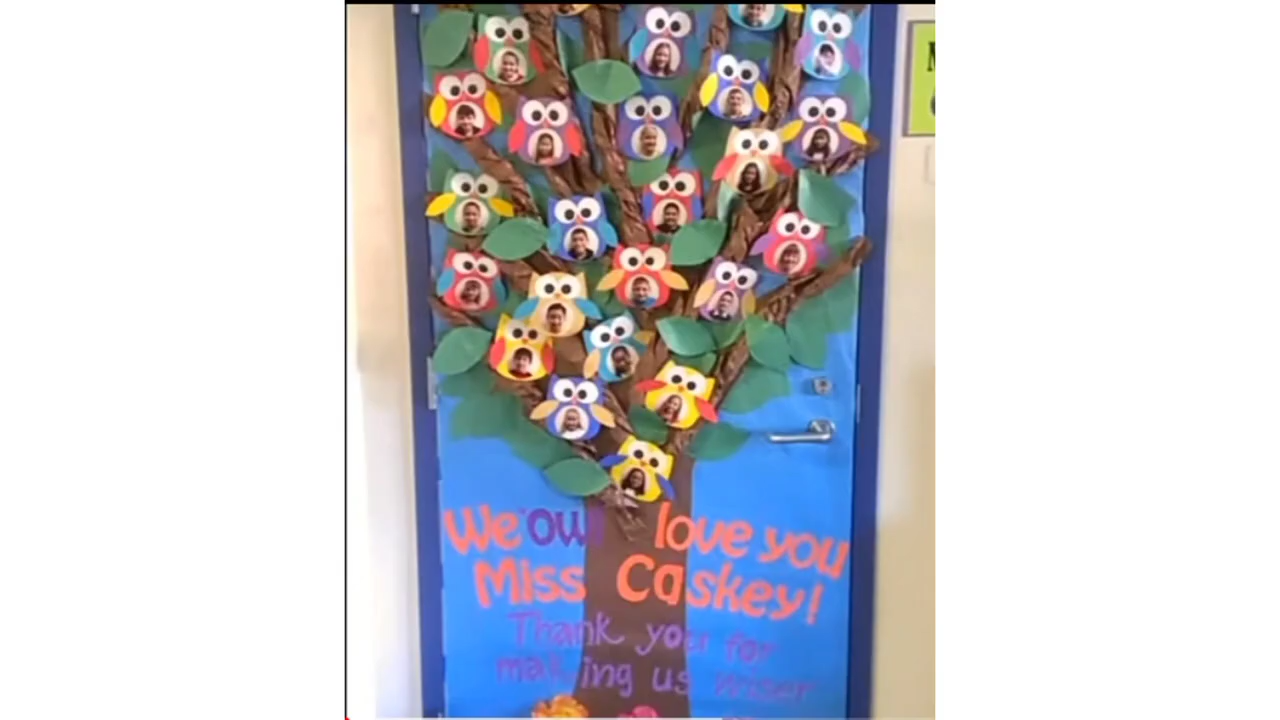 We "owl love you
Miss Caskey!
Thank you for
making us wiser